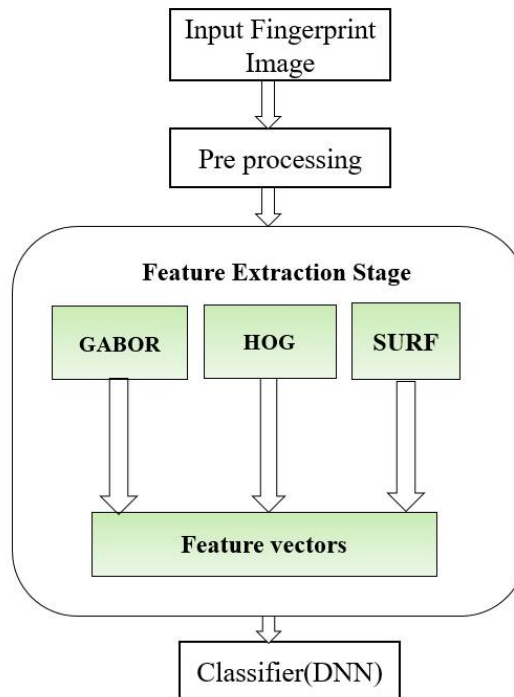 Input Fingerprint
Image
Pre processing
Feature Extraction Stage
GABOR
HOG
SURF
Feature vectors
Classifier(DNN)